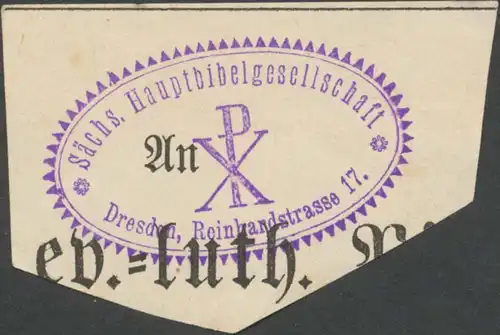 Sächs. Hauptbibelgesellschaft
An
Dresden, Reinhardstrasse 17.
ev.-luth.